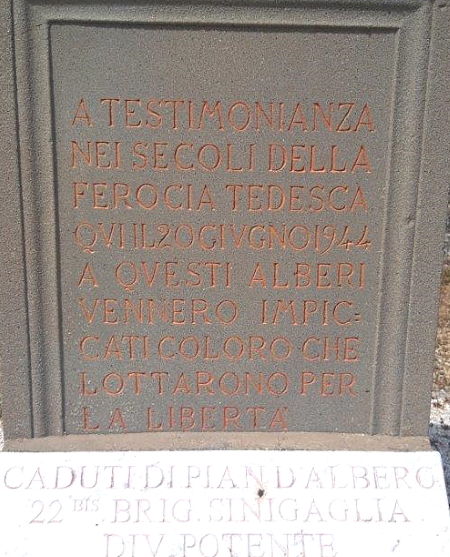 A TESTIMONIANZA
NEI SECOLI DELLA
FEROCIA TEDESCA
QVI IL 20 GIVGNO 1944
A QVESTI ALBERI
VENNERO IMPIC=
CATI COLORO CHE
LOTTARONO PER
LA LIBERTÀ
CADUTI DI PIAN D'ALBERO
22 BIS BRIG. SINIGAGLIA
DIV. POTENTE